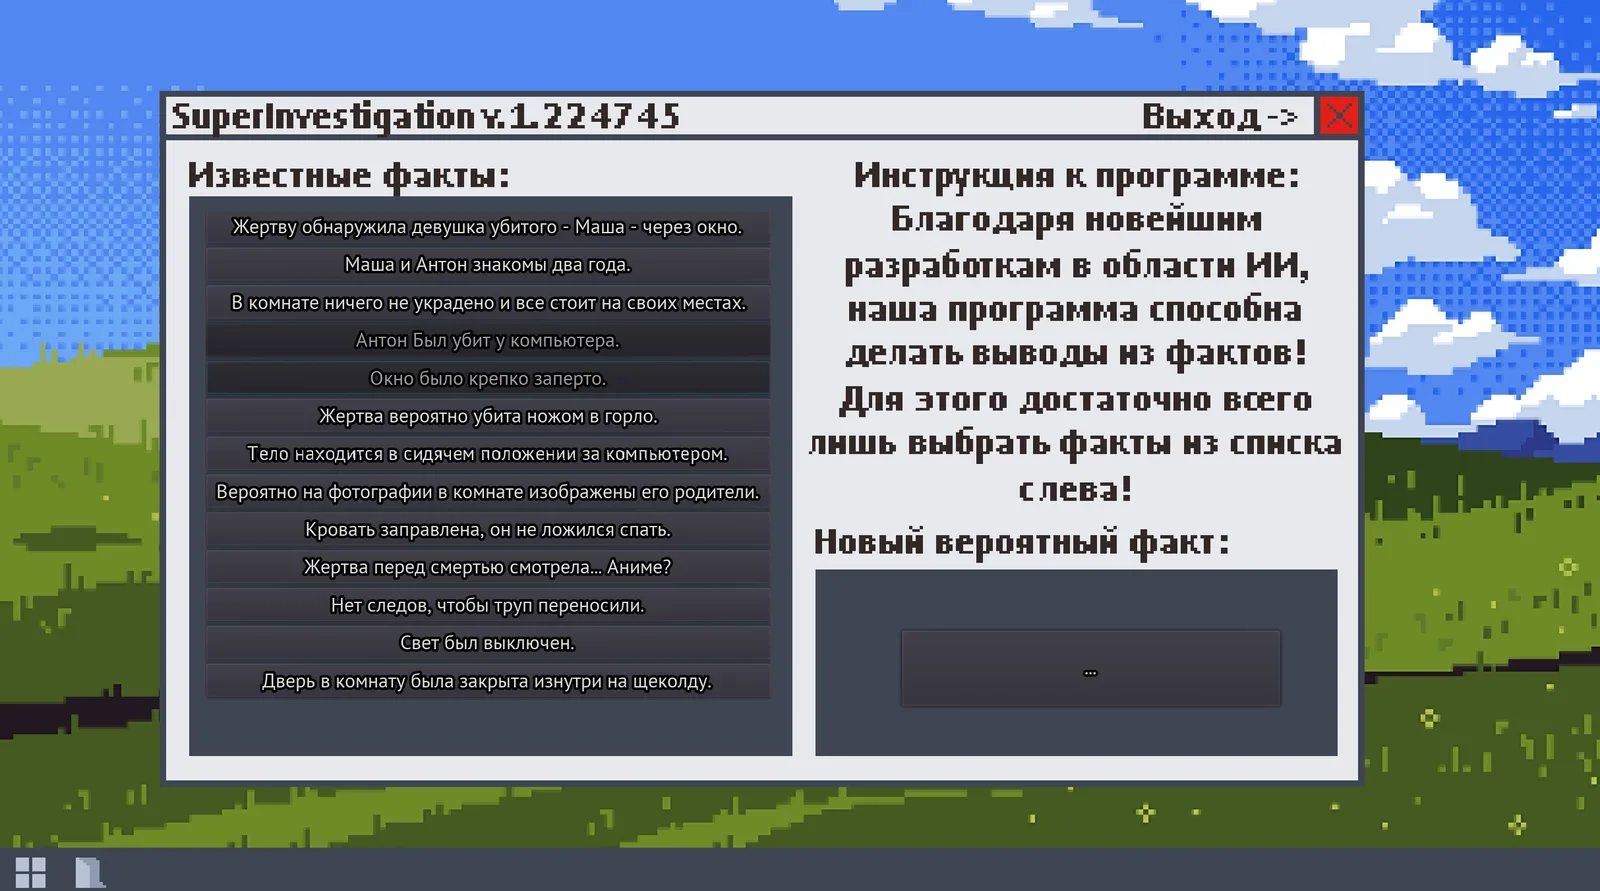 SuperInvestigation v.1.224745
Выход ->
Известные факты:
Жертву обнаружила девушка убитого - Маша - через окно.
Маша и Антон знакомы два года.
В комнате ничего не украдено и все стоит на своих местах.
Антон Был убит у компьютера.
Окно было крепко заперто.
Жертва вероятно убита ножом в горло.
Тело находится в сидячем положении за компьютером.
Вероятно на фотографии в комнате изображены его родители.
Кровать заправлена, он не ложился спать.
Жертва перед смертью смотрела... Аниме?
Нет следов, чтобы труп переносили.
Свет был выключен.
Дверь в комнату была закрыта изнутри на щеколду.
Инструкция к программе:
Благодаря новейшим
разработкам в области ИИ,
наша программа способна
делать выводы из фактов!
Для этого достаточно всего
лишь выбрать факты из списка
слева!
Новый вероятный факт:
...